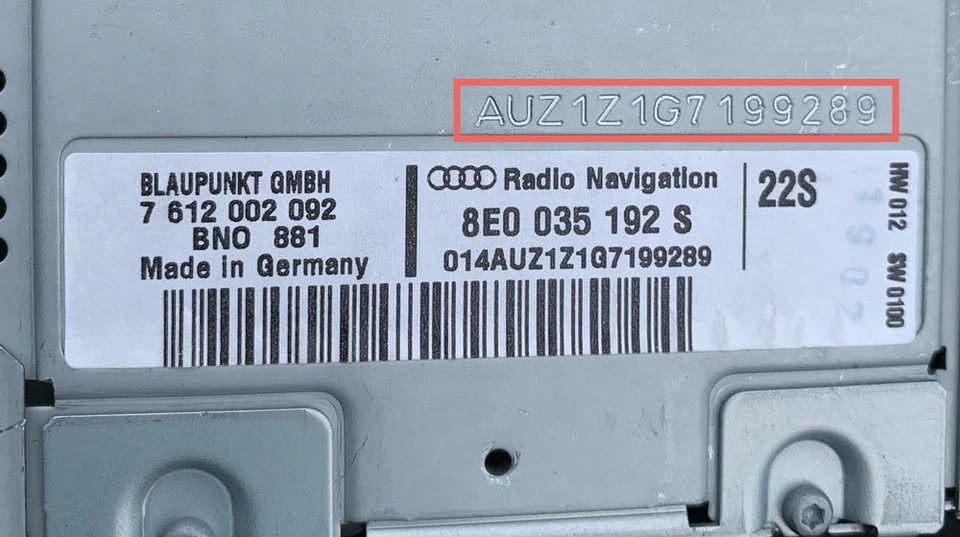 AUZ1Z1G7199289
BLAUPUNKT GMBH
7 612 002 092
BNO 881
Made in Germany
Radio Navigation
8E0 035 192 S
014AUZ1Z1G7199289
22S
HW 012 SW 0100